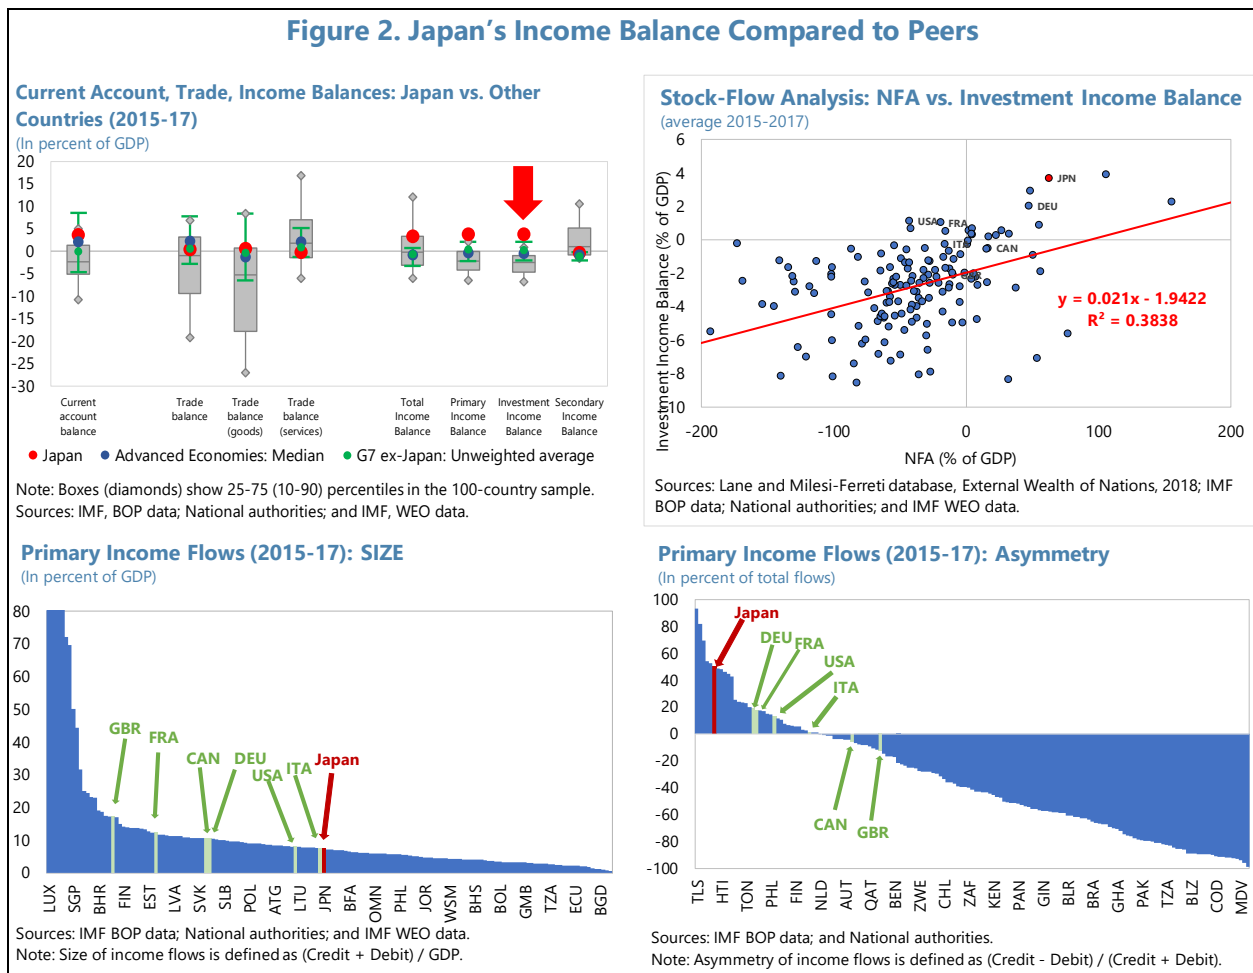 Figure 2. Japan's Income Balance Compared to Peers
Current Account, Trade, Income Balances: Japan vs. Other
Countries (2015-17)
(In percent of GDP)
20
15
10
5
0
-5
-10
-15
-20
-25
-30
Current
account
balance
Trade
balance
Trade
balance
(goods)
Trade
balance
(services)
Total
Income
Balance
Primary
Income
Balance
Investment
Income
Balance
Secondary
Income
Balance
Japan
Advanced Economies: Median
G7 ex-Japan: Unweighted average
Note: Boxes (diamonds) show 25-75 (10-90) percentiles in the 100-country sample.
Sources: IMF, BOP data; National authorities; and IMF, WEO data.
Stock-Flow Analysis: NFA vs. Investment Income Balance
(average 2015-2017)
Investment Income Balance (% of GDP)
6
4
2
0
-2
-4
-6
-8
-10
JPN
DEU
USA
FRA
ITA
CAN
y = 0.021x - 1.9422
R² = 0.3838
-200
-100
0
100
200
NFA (% of GDP)
Sources: Lane and Milesi-Ferreti database, External Wealth of Nations, 2018; IMF
BOP data; National authorities; and IMF WEO data.
Primary Income Flows (2015-17): SIZE
(In percent of GDP)
80
70
60
50
40
30
20
10
0
GBR
FRA
CAN
DEU
USA
ITA
Japan
LUX
SGP
BHR
FIN
EST
LVA
SVK
SLB
POL
ATG
LTU
JPN
BFA
OMN
PHL
JOR
WSM
BHS
BOL
GMB
TZA
ECU
BGD
Sources: IMF BOP data; National authorities; and IMF WEO data.
Note: Size of income flows is defined as (Credit + Debit) / GDP.
Primary Income Flows (2015-17): Asymmetry
(In percent of total flows)
100
80
60
40
20
0
-20
-40
-60
-80
-100
Japan
DEU
FRA
USA
ITA
CAN
GBR
TLS
HTI
TON
PHL
FIN
NLD
AUT
QAT
BEN
ZWE
CHL
ZAF
KEN
PAN
GIN
BLR
BRA
GHA
PAK
TZA
BLZ
COD
MDV
Sources: IMF BOP data; and National authorities.
Note: Asymmetry of income flows is defined as (Credit - Debit) / (Credit + Debit).